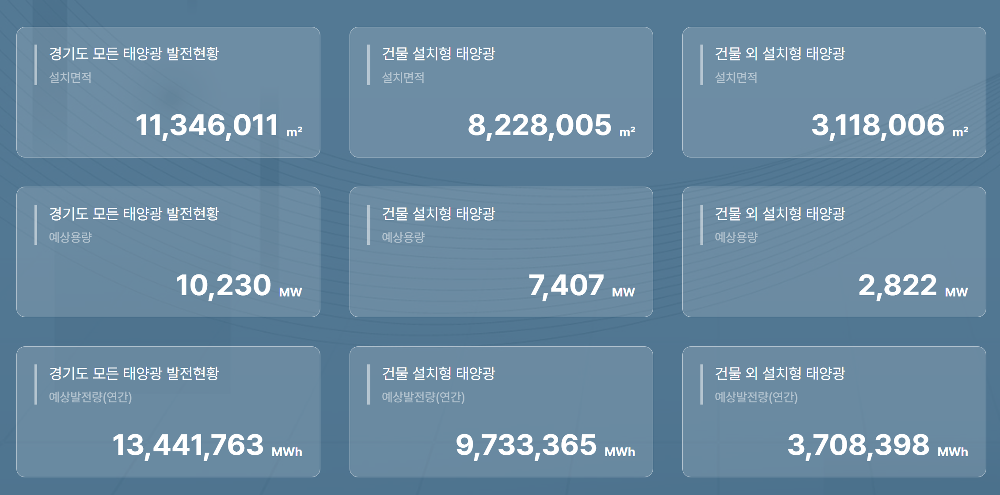 경기도 모든 태양광 발전현황
설치면적
11,346,011 m²
건물 설치형 태양광
설치면적
8,228,005 m²
건물 외 설치형 태양광
설치면적
3,118,006 m²
경기도 모든 태양광 발전현황
예상용량
10,230 MW
건물 설치형 태양광
예상용량
7,407 MW
건물 외 설치형 태양광
예상용량
2,822 MW
경기도 모든 태양광 발전현황
예상발전량(연간)
13,441,763 MWh
건물 설치형 태양광
예상발전량(연간)
9,733,365 MWh
건물 외 설치형 태양광
예상발전량(연간)
3,708,398 MWh